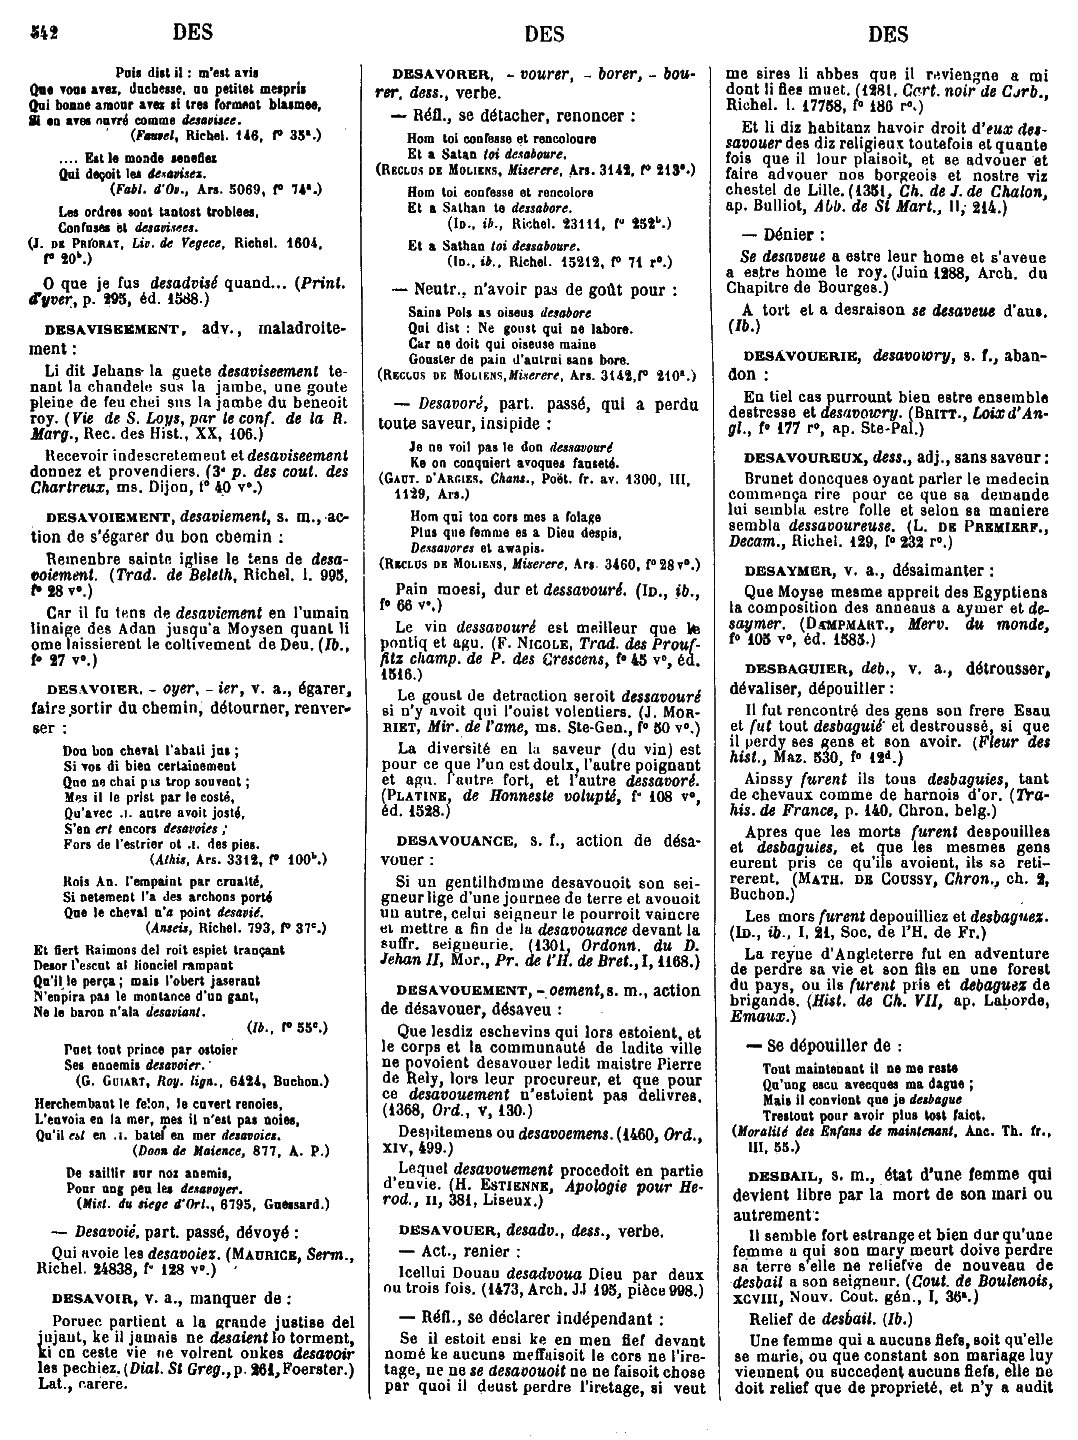 542 DES DES DES
Puis dist il : m'est avis
Que vous avez, duchesse, un petitet mespris
Qui bonne amour avez si tres forment blasmee,
Si en aves ouvré comme desavisee.
(Fauvel, Richel. 146, f° 35ª.)
.... Est le monde senefiez
Qui deçoit les desavisez.
(Fabl. d'Ov., Ars. 5069, f° 74ª.)
Les ordres sont tantost troblees,
Confuses et desavisees.
(J. DE PRIORAT, Liv. de Vegece, Richel. 1604,
f° 20ᵇ.)
O que je fus desadvisé quand... (Print.
d'yver, p. 295, éd. 1588.)
DESAVISEEMENT, adv., maladroite-
ment :
Li dit Jehans la guete desaviseement te-
nant la chandele sus la jambe, une goute
pleine de feu chei sus la jambe du beneoit
roy. (Vie de S. Loys, par le conf. de la R.
Marg., Rec. des Hist., XX, 106.)
Recevoir indescretement et desaviseement
donnez et provendiers. (3ᵉ p. des cout. des
Chartreux, ms. Dijon, f° 40 v°.)
DESAVOIEMENT, desaviement, s. m., ac-
tion de s'égarer du bon chemin :
Remenbre sainte iglise le tens de desa-
voiement. (Trad. de Beleth, Richel. l. 995,
f° 28 v°.)
Car il fu tens de desaviement en l'umain
linaige des Adan jusqu'a Moysen quant li
ome laissierent le coltivement de Deu. (Ib.,
f° 27 v°.)
DESAVOIER, - oyer, - ier, v. a., égarer,
faire sortir du chemin, détourner, renver-
ser :
Dou bon cheval l'abati jus ;
Si vos di bien certainement
Que ne chai pas trop souvent ;
Mes il le prist par le costé,
Qu'avec .I. autre avoit josté,
S'en ert encors desavoies ;
Fors de l'estrier ot .I. des pies.
(Athis, Ars. 3312, f° 100ᵇ.)
Rois An. l'empaint par cruaité,
Si netement l'a des archons porté
Que le cheval n'a point desavié.
(Anseis, Richel. 793, f° 37ᶜ.)
Et fiert Raimons del roit espiet trançant
Desor l'escut al lionciel rampant
Qu'il le perça ; mais l'obert jaserant
N'enpira pas le montance d'un gant,
Ne le baron n'ala desaviant.
(Ib., f° 55ᶜ.)
Puet tout prince par ostoier
Ses ennemis desavoier.
(G. GUIART, Roy. lign., 6424, Buchon.)
Herchembaut le felon, le cuvert renoies,
L'envoia en la mer, mes il n'est pas noies,
Qu'il est en .I. batel en mer desavoies.
(Doon de Maience, 877, A. P.)
De saillir sur noz anemis,
Pour ung peu les desavoyer.
(Mist. du siege d'Orl., 6795, Guessard.)
— Desavoié, part. passé, dévoyé :
Qui avoie les desavoiez. (MAURICE, Serm.,
Richel. 24838, f° 128 v°.)
DESAVOIR, v. a., manquer de :
Poruec partient a la grande justise del
jujant, ke il jamais ne desaient lo torment,
ki en ceste vie ne volrent onkes desavoir
les pechiez. (Dial. St Greg., p. 261, Foerster.)
Lat., carere.
DESAVORER, - vourer, - borer, - bou-
rer, dess., verbe.
— Réfl., se détacher, renoncer :
Hom toi confesse et rencoloure
Et a Satan toi desaboure.
(RECLUS DE MOLIENS, Miserere, Ars. 3142, f° 213ᵉ.)
Hom toi confesse et rencolore
Et a Sathan te dessabore.
(ID., ib., Richel. 23111, f° 252ᵇ.)
Et a Sathan toi dessaboure.
(ID., ib., Richel. 15212, f° 71 r°.)
— Neutr., n'avoir pas de goût pour :
Sains Pols as oiseus desabore
Qui dist : Ne goust qui ne labore.
Car ne doit qui oiseuse maine
Gouster de pain d'autrui sans bore.
(RECLUS DE MOLIENS, Miserere, Ars. 3142, f° 210ª.)
— Desavoré, part. passé, qui a perdu
toute saveur, insipide :
Je ne voil pas le don dessavouré
Ke on conquiert avoques fauseté.
(GAUT. D'ARGIES, Chans., Poët. fr. av. 1300, III,
1129, Ars.)
Hom qui ton cors mes a folage
Plus que femme es a Dieu despis,
Dessavores et awapis.
(RECLUS DE MOLIENS, Miserere, Ars. 3460, f° 28 v°.)
Pain moesi, dur et dessavouré. (ID., ib.,
f° 66 v°.)
Le vin dessavouré est meilleur que le
pontiq et agu. (F. NICOLE, Trad. des Prouf-
fitz champ. de P. des Crescens, f° 45 v°, éd.
1516.)
Le goust de detraction seroit dessavouré
si n'y avoit qui l'ouist volentiers. (J. MOR-
RIET, Mir. de l'ame, ms. Ste-Gen., f° 50 v°.)
La diversité en la saveur (du vin) est
pour ce que l'un est doulx, l'autre poignant
et agu. l'autre fort, et l'autre dessavoré.
(PLATINE, de Honneste volupté, f° 108 v°,
éd. 1528.)
DESAVOUANCE, s. f., action de désa-
vouer :
Si un gentilhomme desavouoit son sei-
gneur lige d'une journee de terre et avouoit
un autre, celui seigneur le pourroit vaincre
et mettre a fin de la desavouance devant la
suffr. seigneurie. (1301, Ordonn. du D.
Jehan II, Mor., Pr. de l'H. de Bret., I, 1168.)
DESAVOUEMENT, - oement, s. m., action
de désavouer, désaveu :
Que lesdiz eschevins qui lors estoient, et
le corps et la communauté de ladite ville
ne povoient desavouer ledit maistre Pierre
de Rely, lors leur procureur, et que pour
ce desavouement n'estoient pas delivres.
(1368, Ord., V, 130.)
Despitemens ou desavoemens. (1460, Ord.,
XIV, 499.)
Lequel desavouement procedoit en partie
d'envie. (H. ESTIENNE, Apologie pour He-
rod., II, 381, Liseux.)
DESAVOUER, desadv., dess., verbe.
— Act., renier :
Icellui Douau desadvoua Dieu par deux
ou trois fois. (1473, Arch. JJ 195, pièce 998.)
— Réfl., se déclarer indépendant :
Se il estoit ensi ke en men fief devant
nomé ke aucuns meffaisoit le cors ne l'ire-
tage, ne ne se desavouoit ne ne faisoit chose
par quoi il deust perdre l'iretage, si veut
me sires li abbes que il reviengne a mi
dont li fies muet. (1281, Cart. noir de Corb.,
Richel. l. 17758, f° 186 r°.)
Et li diz habitanz havoir droit d'eux des-
savouer des diz religieux toutefois et quante
fois que il lour plaisoit, et se advouer et
faire advouer nos borgeois et nostre viz
chestel de Lille. (1351, Ch. de J. de Chalon,
ap. Bulliot, Abb. de St Mart., II, 214.)
— Dénier :
Se desaveue a estre leur home et s'aveue
a estre home le roy. (Juin 1288, Arch. du
Chapitre de Bourges.)
A tort et a desraison se desaveue d'aus.
(Ib.)
DESAVOUERIE, desavowry, s. f., aban-
don :
En tiel cas purrount bien estre ensemble
destresse et desavowry. (BRITT., Loix d'An-
gl., f° 177 r°, ap. Ste-Pal.)
DESAVOUREUX, dess., adj., sans saveur :
Brunet doncques oyant parler le medecin
commença rire pour ce que sa demande
lui sembla estre folle et selon sa maniere
sembla dessavoureuse. (L. DE PREMIERF.,
Decam., Richel. 129, f° 232 r°.)
DESAYMER, v. a., désaimanter :
Que Moyse mesme appreit des Egyptiens
la composition des anneaus a aymer et de-
saymer. (DAMPMART., Merv. du monde,
f° 105 v°, éd. 1585.)
DESBAGUIER, deb., v. a., détrousser,
dévaliser, dépouiller :
Il fut rencontré des gens son frere Esau
et fut tout desbaguié et destroussé, si que
il perdy ses gens et son avoir. (Fleur des
hist., Maz. 530, f° 12ᵈ.)
Ainssy furent ils tous desbaguies, tant
de chevaux comme de harnois d'or. (Tra-
his. de France, p. 140, Chron. belg.)
Apres que les morts furent despouilles
et desbaguies, et que les mesmes gens
eurent pris ce qu'ils avoient, ils sa reti-
rerent. (MATH. DE COUSSY, Chron., ch. 2,
Buchon.)
Les mors furent depouilliez et desbaguez.
(ID., ib., I, 21, Soc. de l'H. de Fr.)
La reyne d'Angleterre fut en adventure
de perdre sa vie et son fils en une forest
du pays, ou ils furent pris et debaguez de
brigands. (Hist. de Ch. VII, ap. Laborde,
Emaux.)
— Se dépouiller de :
Tout maintenant il ne me reste
Qu'ung escu avecques ma dague ;
Mais il convient que je desbague
Trestout pour avoir plus tost faict.
(Moralité des Enfans de maintenant, Anc. Th. fr.,
III, 55.)
DESBAIL, s. m., état d'une femme qui
devient libre par la mort de son mari ou
autrement :
Il semble fort estrange et bien dur qu'une
femme a qui son mary meurt doive perdre
sa terre s'elle ne reliefve de nouveau de
desbail a son seigneur. (Cout. de Boulenois,
XCVIII, Nouv. Cout. gén., I, 36ª.)
Relief de desbail. (Ib.)
Une femme qui a aucuns fiefs, soit qu'elle
se marie, ou que constant son mariage luy
viennent ou succedent aucuns fiefs, elle ne
doit relief que de proprieté, et n'y a audit